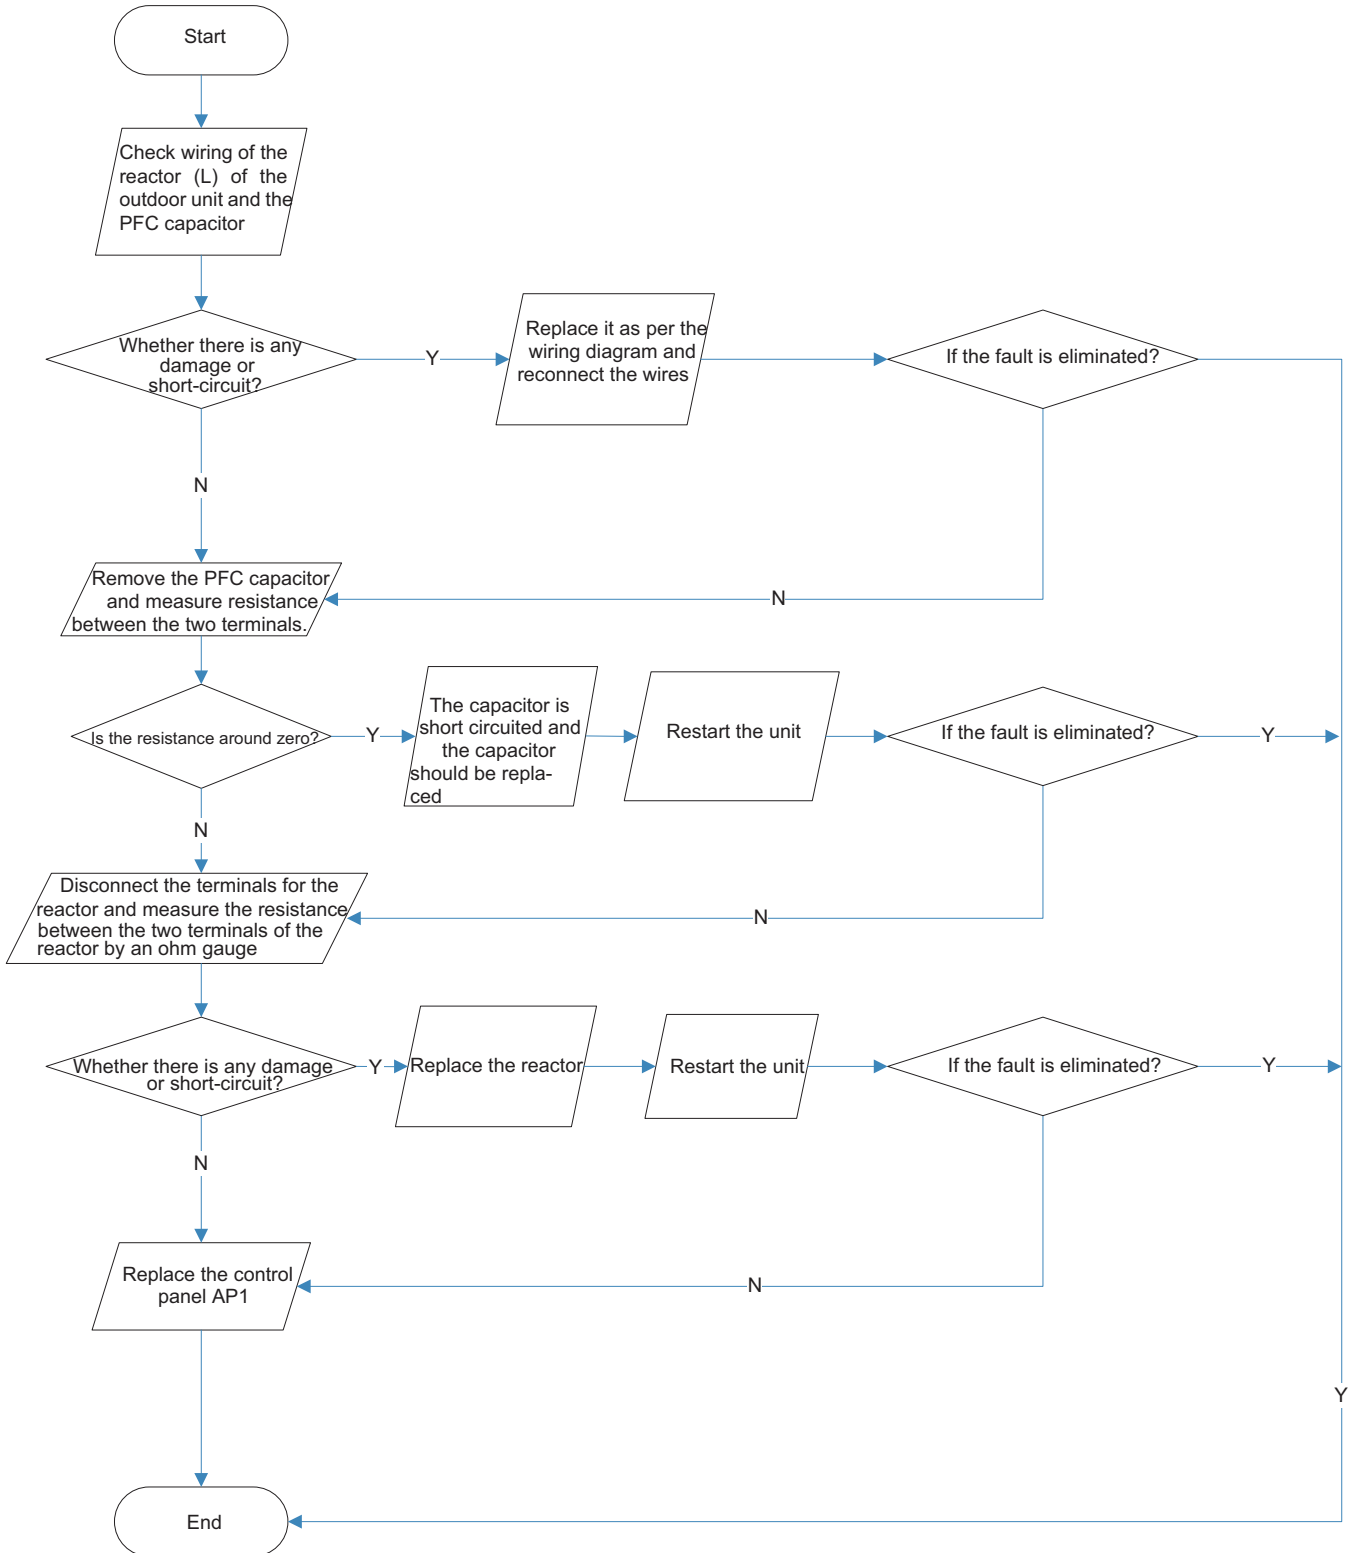 Start
Check wiring of the
reactor (L) of the
outdoor unit and the
PFC capacitor
Whether there is any
damage or
short-circuit?
Y
Replace it as per the
wiring diagram and
reconnect the wires
If the fault is eliminated?
N
Remove the PFC capacitor
and measure resistance
between the two terminals.
N
Is the resistance around zero?
Y
The capacitor is
short circuited and
the capacitor
should be repla-
ced
Restart the unit
If the fault is eliminated?
Y
N
Disconnect the terminals for the
reactor and measure the resistance
between the two terminals of the
reactor by an ohm gauge
N
Whether there is any damage
or short-circuit?
Y
Replace the reactor
Restart the unit
If the fault is eliminated?
Y
N
Replace the control
panel AP1
N
Y
End